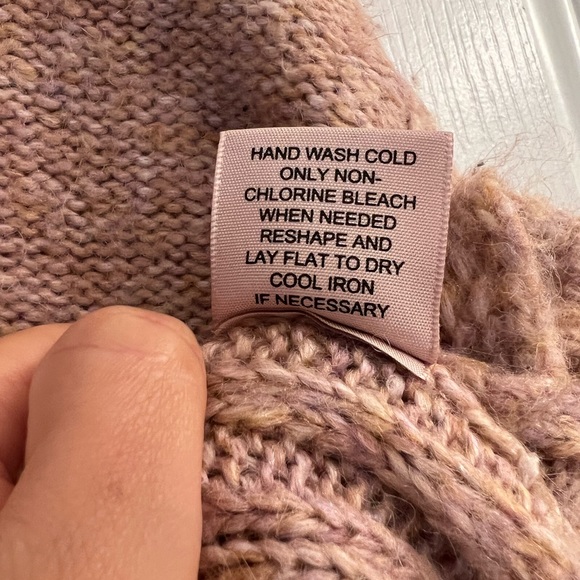 HAND WASH COLD
ONLY NON-
CHLORINE BLEACH
WHEN NEEDED
RESHAPE AND
LAY FLAT TO DRY
COOL IRON
IF NECESSARY